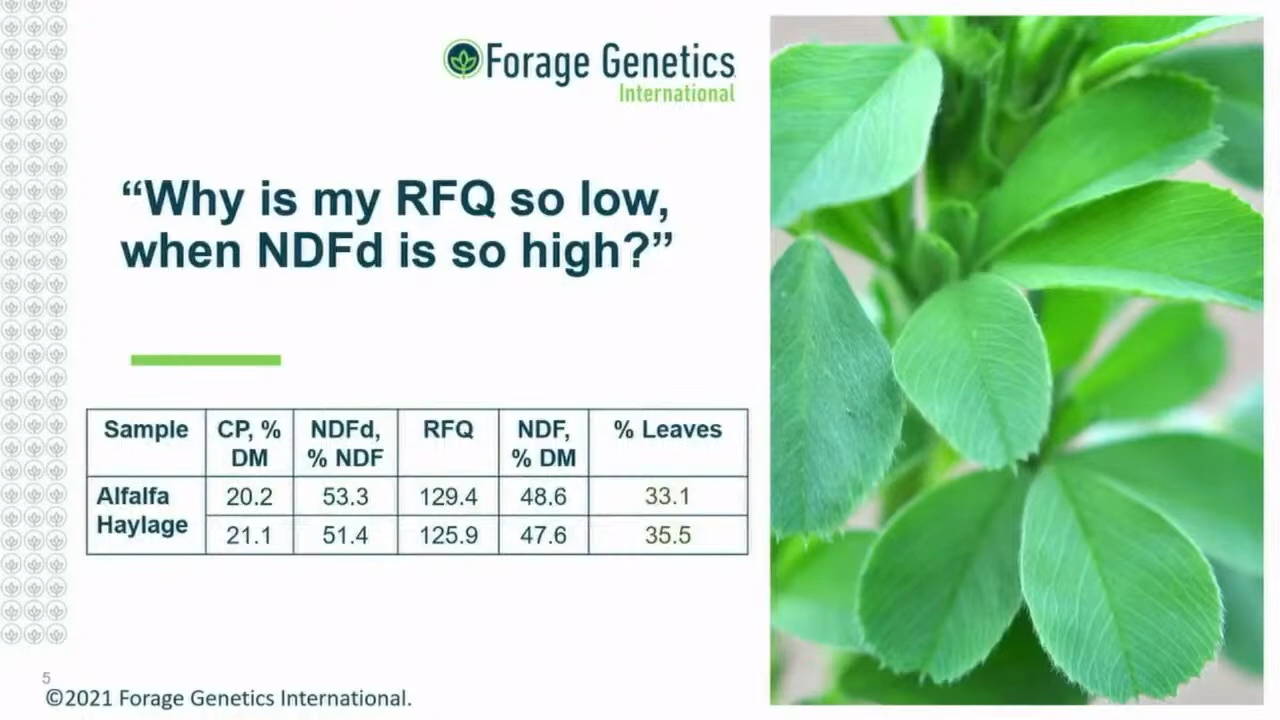 Forage Genetics
International
“Why is my RFQ so low,
when NDFd is so high?”
Sample CP, % DM NDFd, % NDF RFQ NDF, % DM % Leaves
Alfalfa Haylage 20.2 53.3 129.4 48.6 33.1
21.1 51.4 125.9 47.6 35.5
5
©2021 Forage Genetics International.